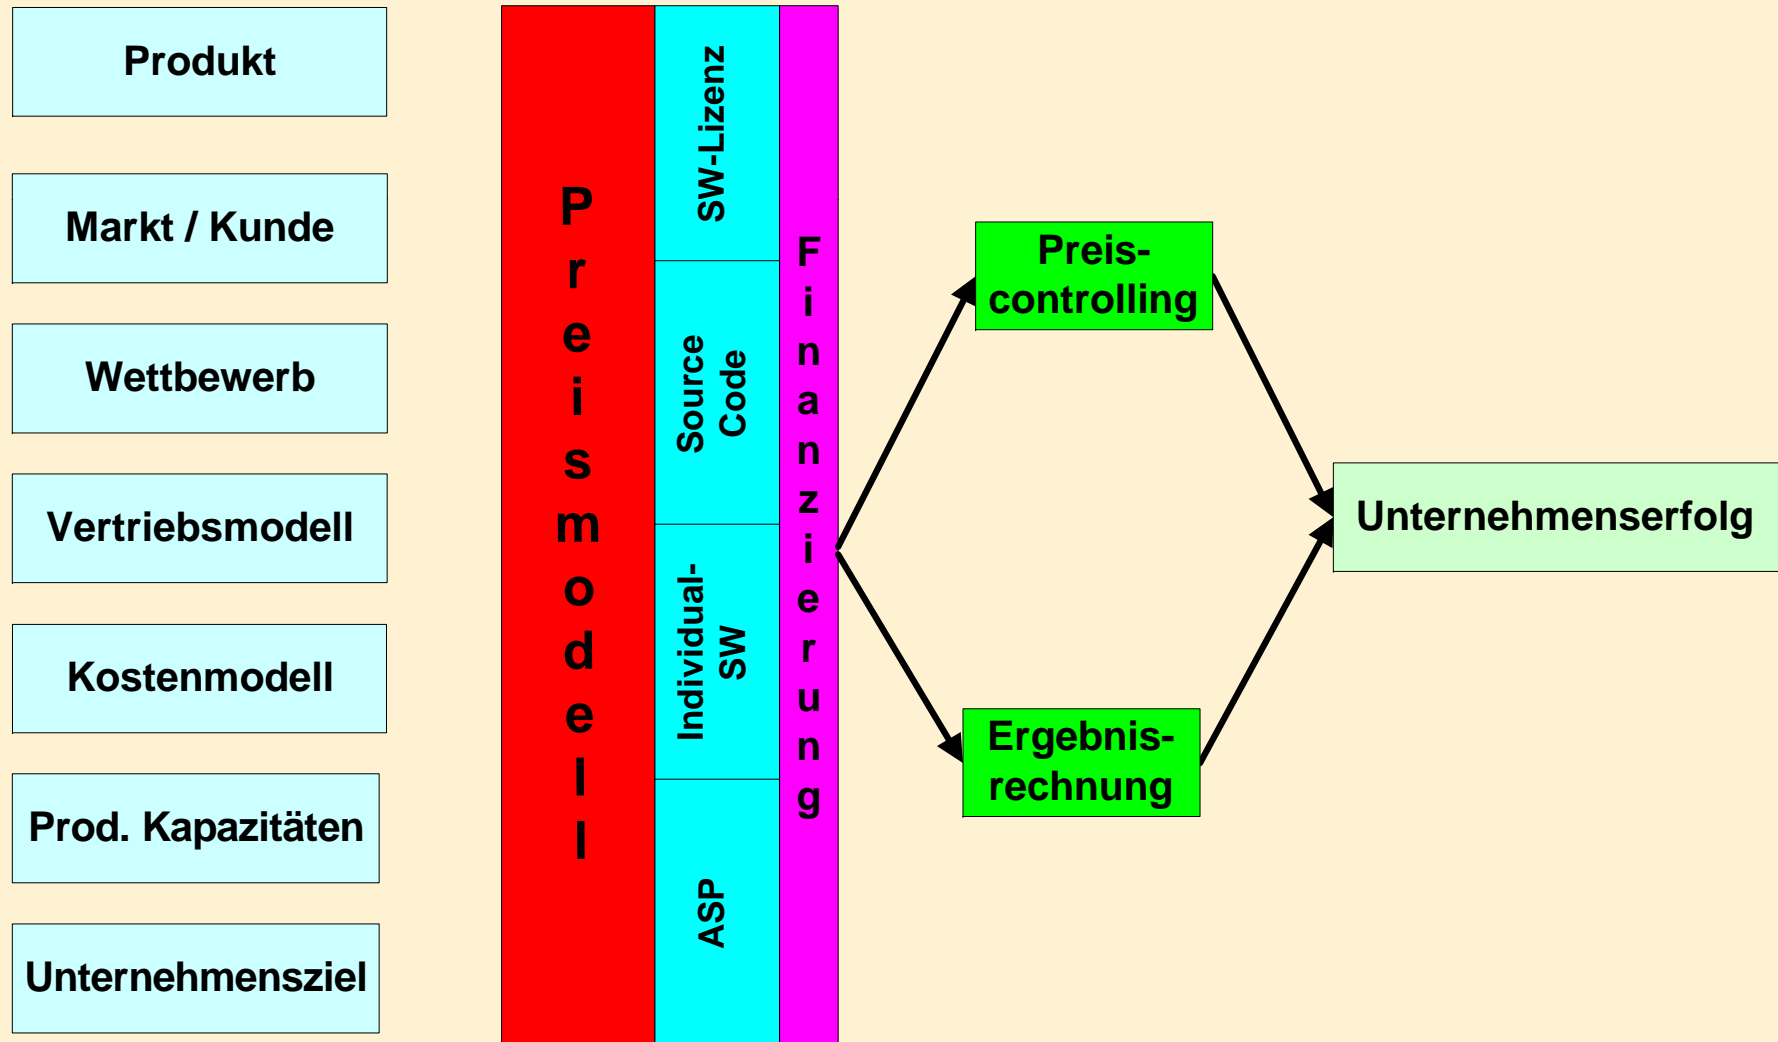 Produkt
Markt / Kunde
Wettbewerb
Vertriebsmodell
Kostenmodell
Prod. Kapazitäten
Unternehmensziel
Preismodell
SW-Lizenz
Source
Code
Individual-
SW
ASP
Finanzierung
Preis-
controlling
Ergebnis-
rechnung
Unternehmenserfolg